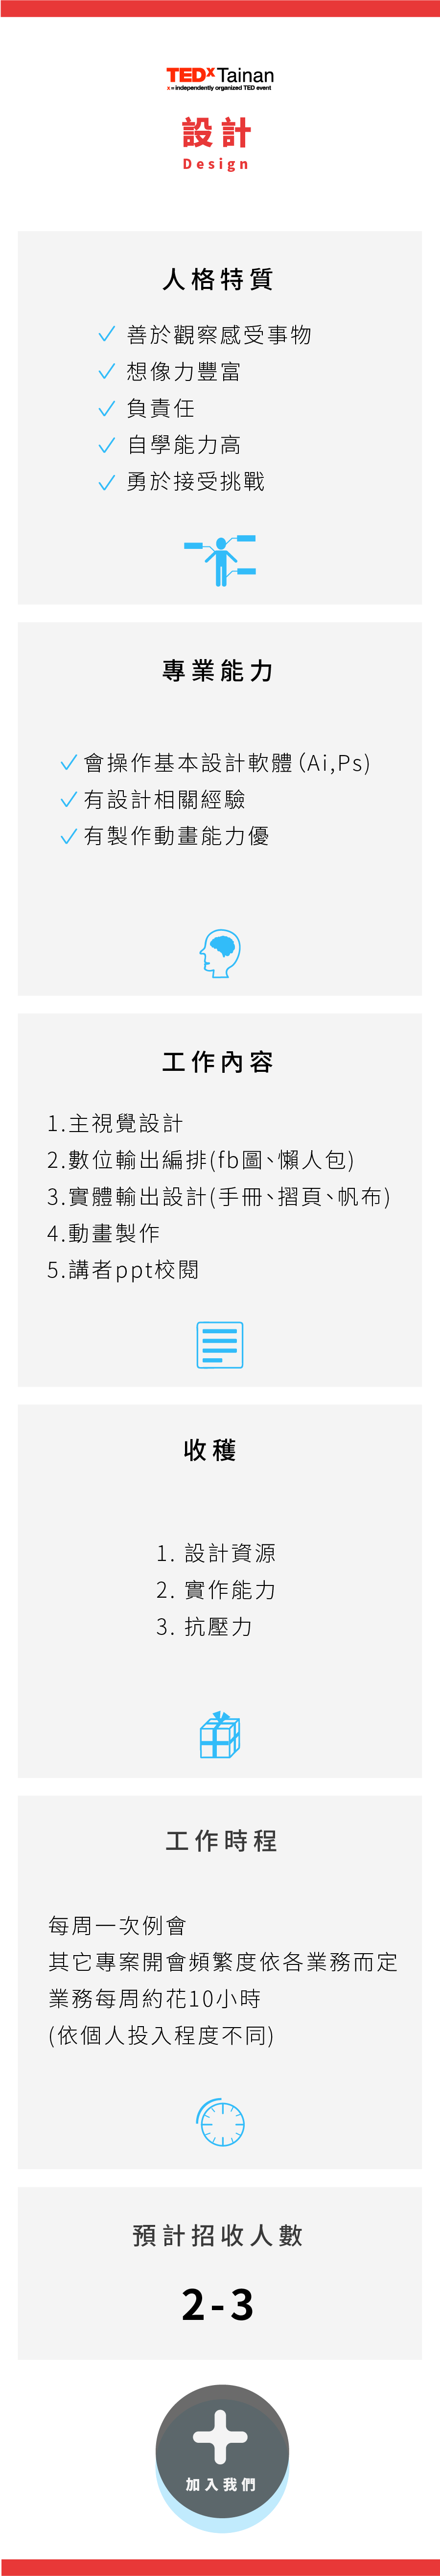 TEDxTainan
x = independently organized TED event
設計
Design
人格特質
善於觀察感受事物
想像力豐富
負責任
自學能力高
勇於接受挑戰
專業能力
會操作基本設計軟體(Ai,Ps)
有設計相關經驗
有製作動畫能力優
工作內容
1.主視覺設計
2.數位輸出編排(fb圖、懶人包)
3.實體輸出設計(手冊、摺頁、帆布)
4.動畫製作
5.講者ppt校閱
收穫
1. 設計資源
2. 實作能力
3. 抗壓力
工作時程
每周一次例會
其它專案開會頻繁度依各業務而定
業務每周約花10小時
(依個人投入程度不同)
預計招收人數
2-3
加入我們